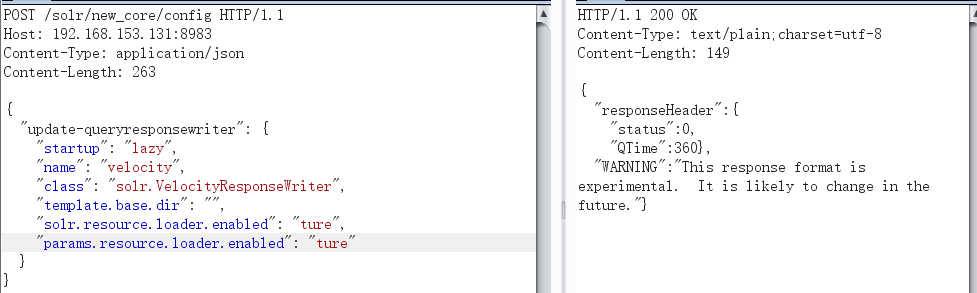 POST /solr/new_core/config HTTP/1.1
Host: 192.168.153.131:8983
Content-Type: application/json
Content-Length: 263

{
  "update-queryresponsewriter": {
    "startup": "lazy",
    "name": "velocity",
    "class": "solr.VelocityResponseWriter",
    "template.base.dir": "",
    "solr.resource.loader.enabled": "ture",
    "params.resource.loader.enabled": "ture"
  }
}
HTTP/1.1 200 OK
Content-Type: text/plain;charset=utf-8
Content-Length: 149

{
  "responseHeader":{
    "status":0,
    "QTime":360},
  "WARNING":"This response format is
experimental.  It is likely to change in the
future."}